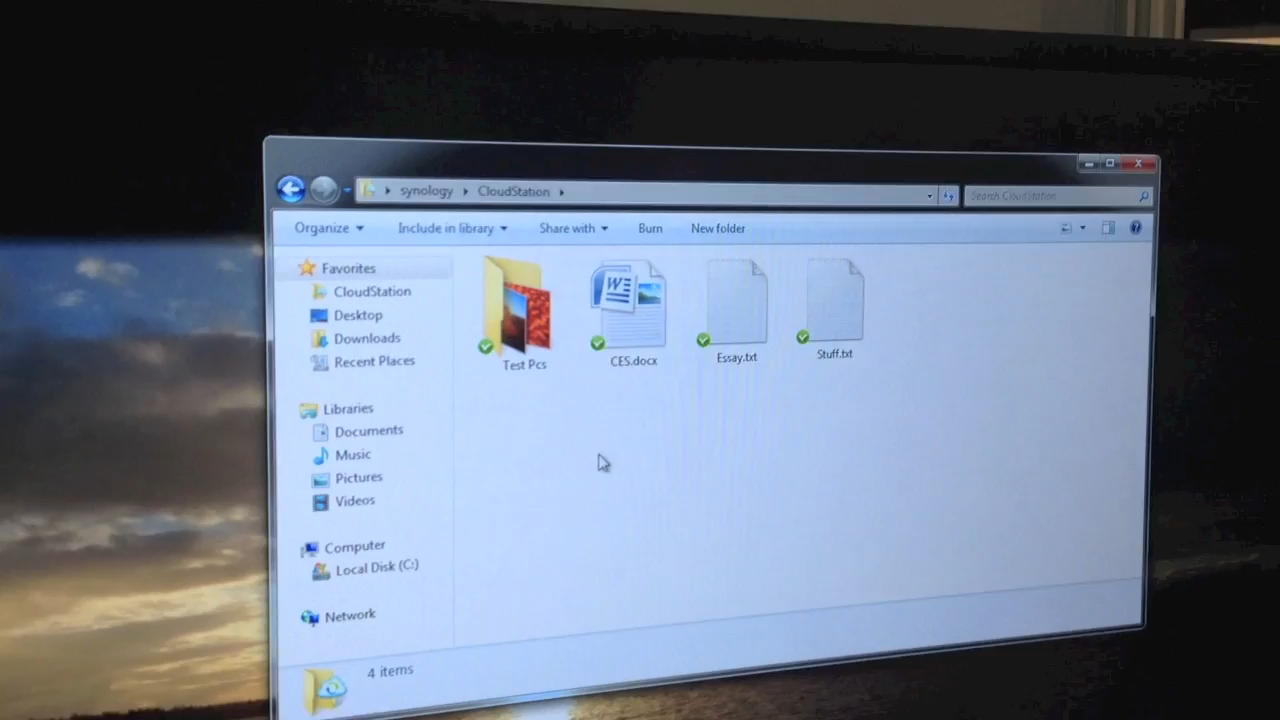 synology CloudStation
Search CloudStation
Organize Include in library Share with Burn New folder
Favorites
CloudStation
Desktop
Downloads
Recent Places
Libraries
Documents
Music
Pictures
Videos
Computer
Local Disk (C:)
Network
Test Pcs
CES.docx
Essay.txt
Stuff.txt
4 items